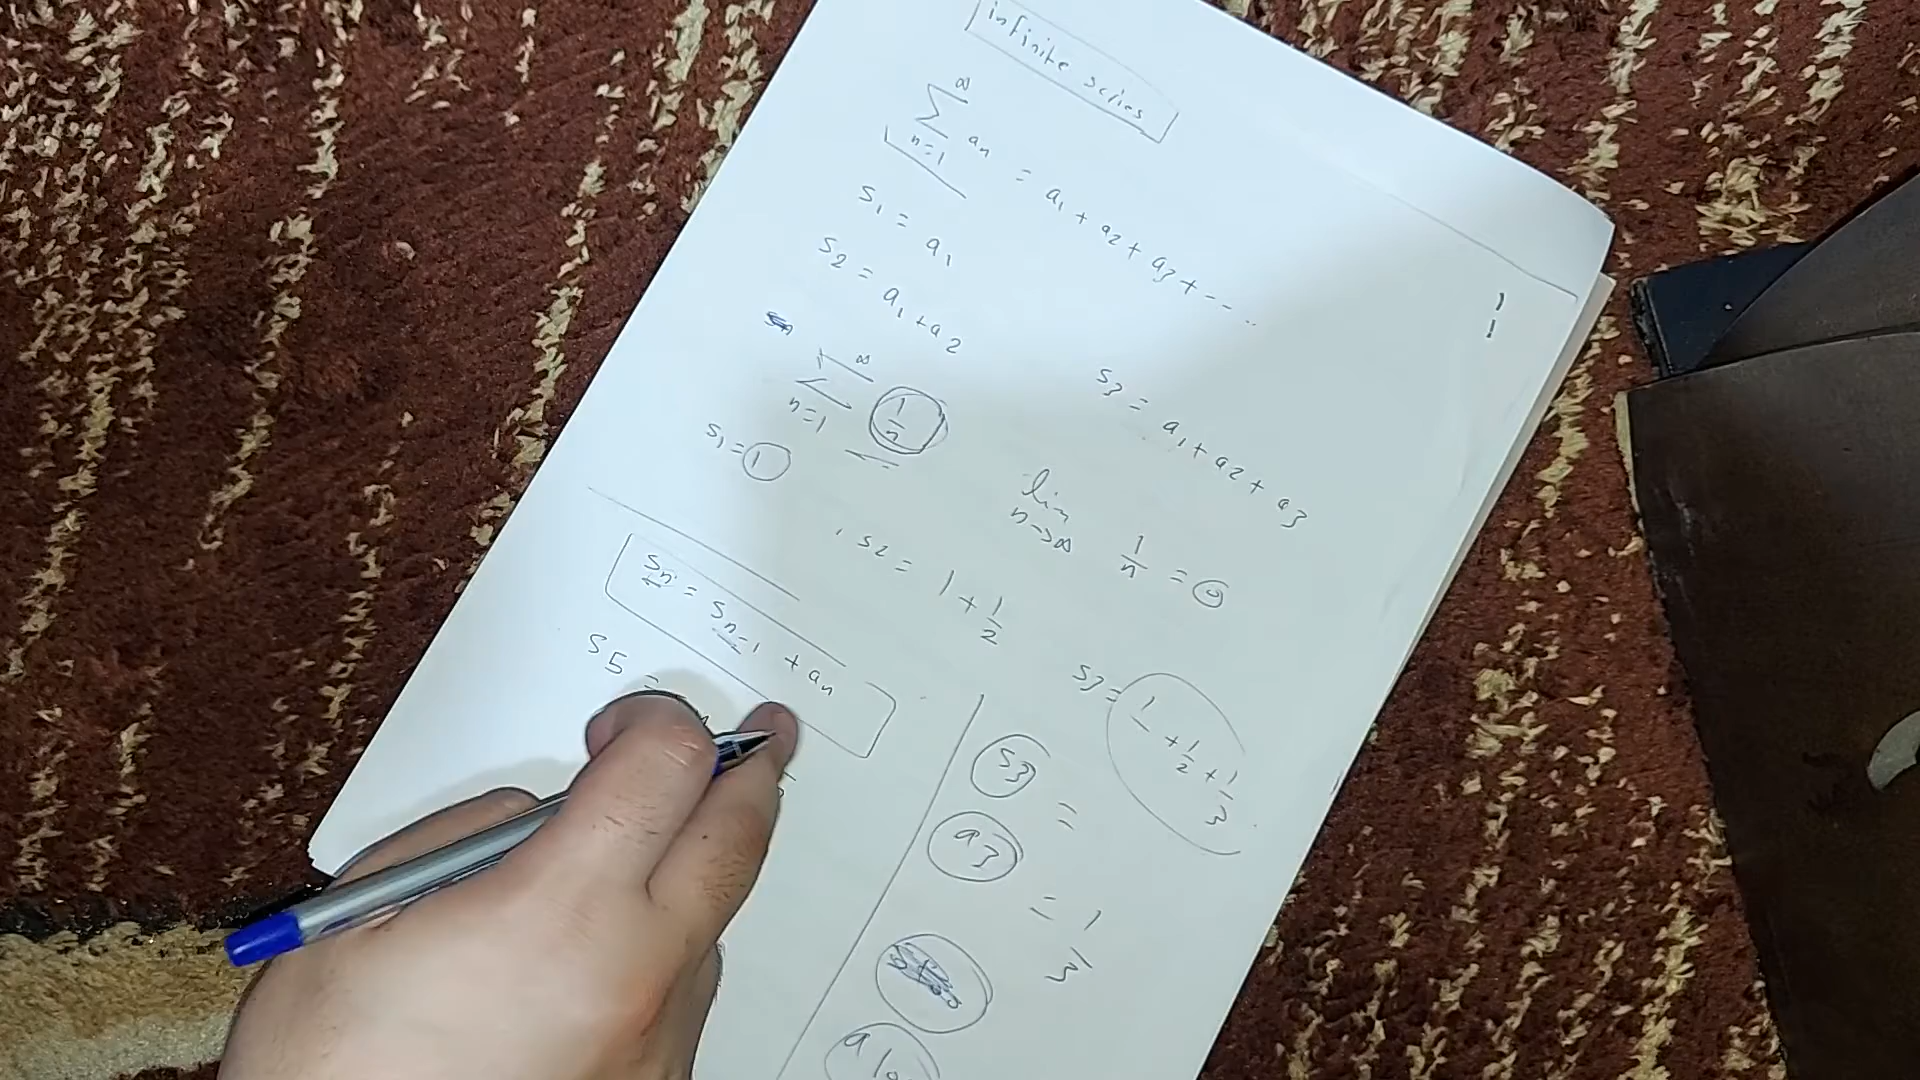 infinite series
∞
∑ aₙ = a₁ + a₂ + a₃ + -- ..
n=1
s₁ = a₁
s₂ = a₁ + a₂
s₃ = a₁ + a₂ + a₃
∞
∑ 1/n
n=1
lim 1/n = 0
n→∞
s₁ = 1 , s₂ = 1 + 1/2
s₃ = 1 + 1/2 + 1/3
sₙ = sₙ₋₁ + aₙ
s₅ =
s₃ =
a₃ = 1/3